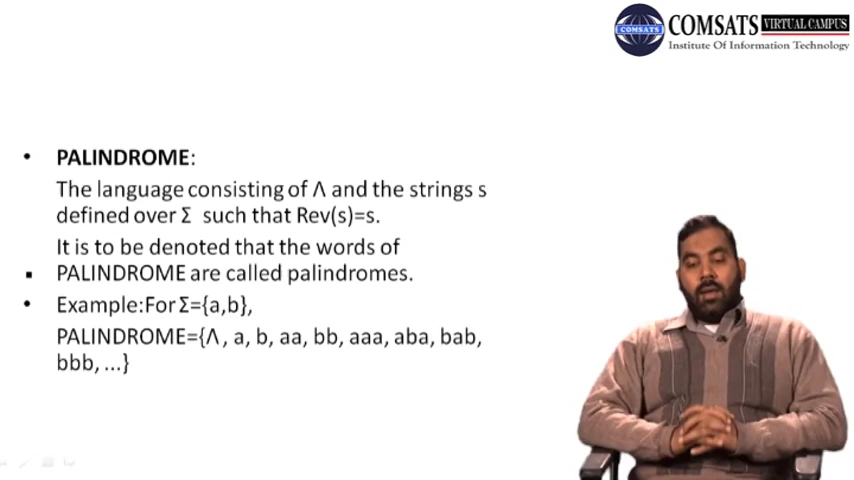 COMSATS VIRTUAL CAMPUS
COMSATS
Institute Of Information Technology
• PALINDROME:
The language consisting of Λ and the strings s
defined over Σ such that Rev(s)=s.
It is to be denoted that the words of
▪ PALINDROME are called palindromes.
• Example:For Σ={a,b},
PALINDROME={Λ , a, b, aa, bb, aaa, aba, bab,
bbb, ...}